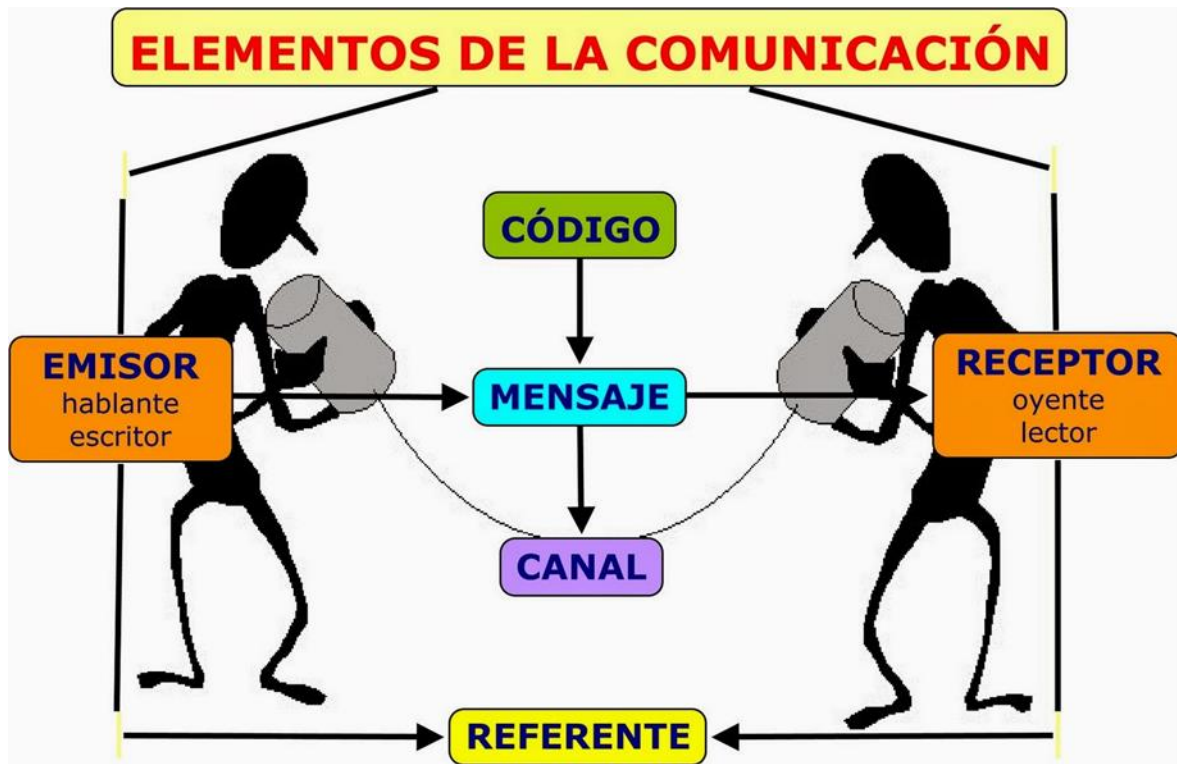 ELEMENTOS DE LA COMUNICACIÓN
CÓDIGO
EMISOR
hablante
escritor
MENSAJE
RECEPTOR
oyente
lector
CANAL
REFERENTE